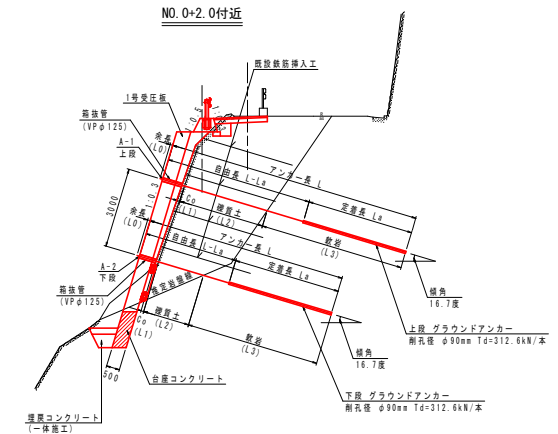 NO.0+2.0付近
既設鉄筋挿入工
1号受圧板
箱抜管
(VPφ125)
A-1
上段
余長
(L0)
1:0.5
アンカー長 L
自由長 L-La
定着長 La
Co
(L1)
礫質土
(L2)
軟岩
(L3)
3000
1:0.3
余長
(L0)
アンカー長 L
自由長
L-La
定着長 La
A-2
下段
箱抜管
(VPφ125)
推定岩盤線
Co
(L1)
礫質土
(L2)
軟岩
(L3)
傾角
16.7度
上段 グラウンドアンカー
削孔径 φ90mm Td=312.6kN/本
傾角
16.7度
下段 グラウンドアンカー
削孔径 φ90mm Td=312.6kN/本
500
台座コンクリート
埋戻コンクリート
(一体施工)